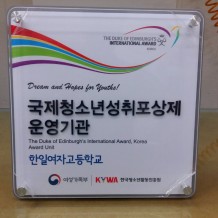 THE DUKE OF EDINBURGH'S
INTERNATIONAL AWARD
Dream and Hopes for Youths!
국제청소년성취포상제
운영기관
The Duke of Edinburgh's International Award, Korea
Award Unit
한일여자고등학교
여성가족부 KYWA 한국청소년활동진흥원